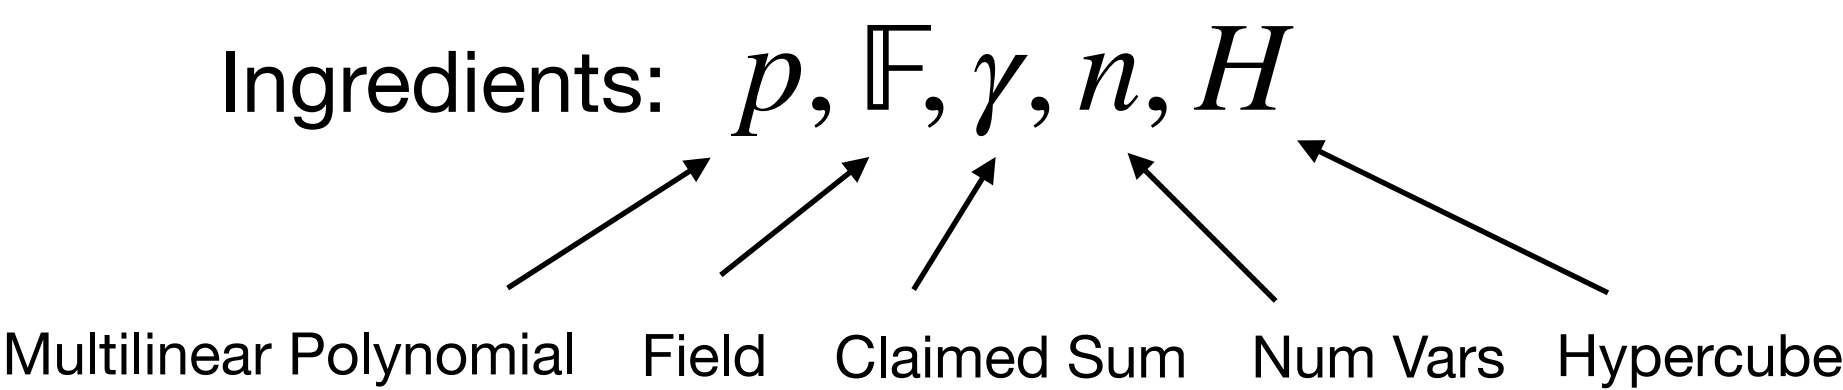 Ingredients: p, 𝔽, γ, n, H
Multilinear Polynomial Field Claimed Sum Num Vars Hypercube